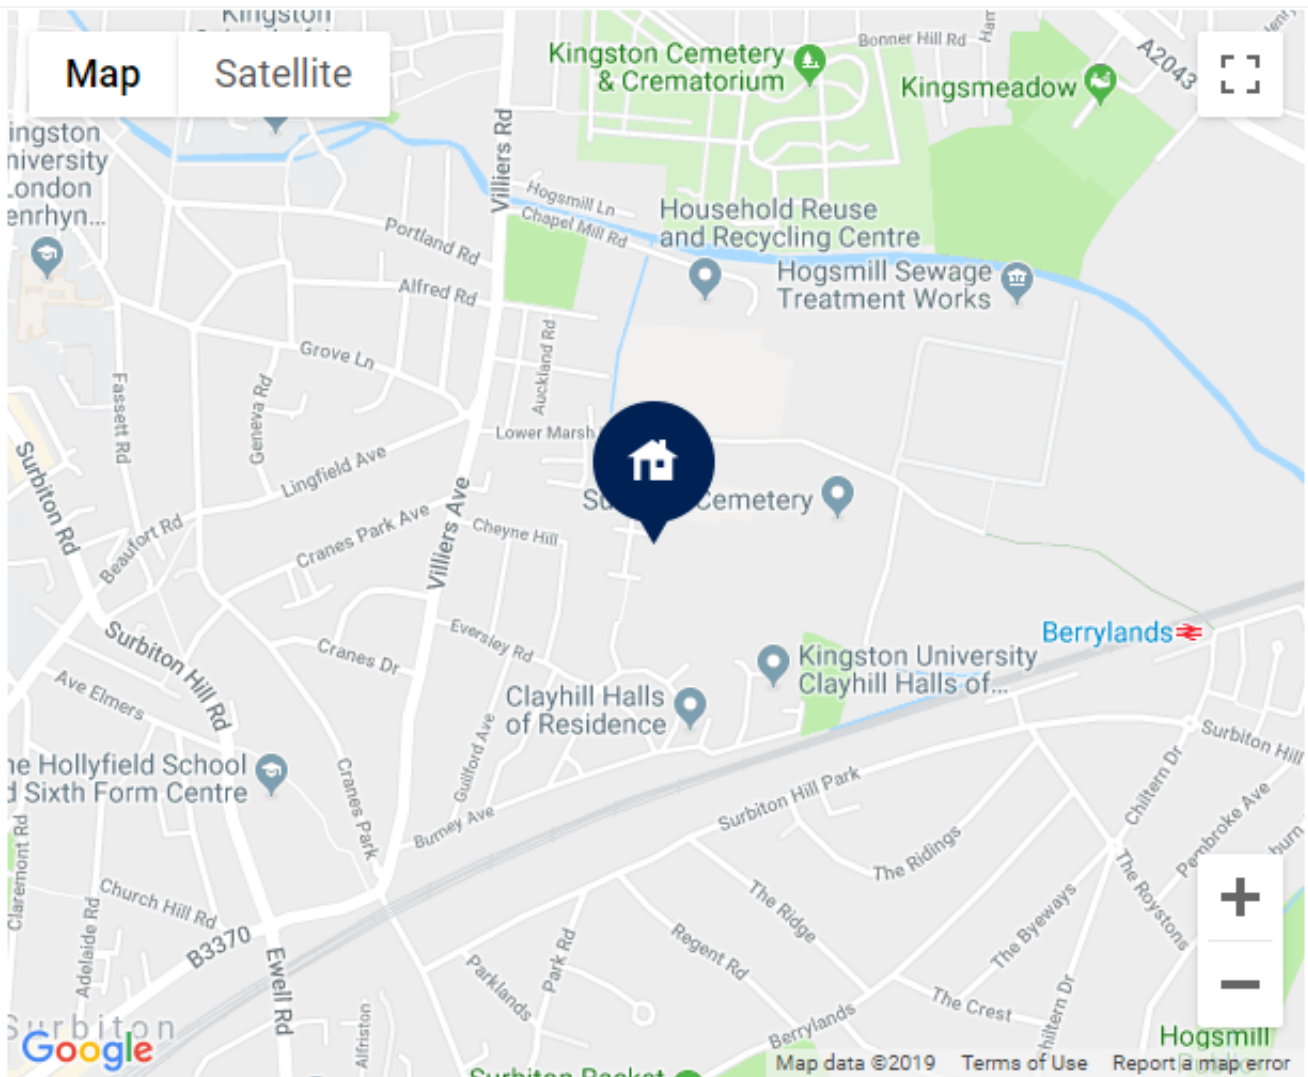 Kingston
Map
Satellite
Kingston Cemetery
& Crematorium
Bonner Hill Rd
Ham
A2043
Kingsmeadow
ingston
niversity
London
enrhyn...
Villiers Rd
Hogsmill Ln
Chapel Mill Rd
Household Reuse
and Recycling Centre
Portland Rd
Hogsmill Sewage
Treatment Works
Alfred Rd
Grove Ln
Auckland Rd
Fassett Rd
Geneva Rd
Lower Marsh
Surbiton Rd
Lingfield Ave
Cemetery
Beaufort Rd
Cranes Park Ave
Villiers Ave
Cheyne Hill
Berrylands
Surbiton Hill Rd
Eversley Rd
Cranes Dr
Kingston University
Clayhill Halls of...
Ave Elmers
Clayhill Halls
of Residence
Guilford Ave
Surbiton Hill
he Hollyfield School
d Sixth Form Centre
Cranes Park
Burney Ave
Surbiton Hill Park
Chiltern Dr
Pembroke Ave
burn
The Ridings
The Roystons
Claremont Rd
Church Hill Rd
Adelaide Rd
B3370
Ewell Rd
The Ridge
The Byeways
Regent Rd
Park Rd
Parklands
The Crest
Chiltern Dr
Berrylands
Alfriston
Surbiton
Google
Hogsmill
Map data ©2019
Terms of Use
Report a map error